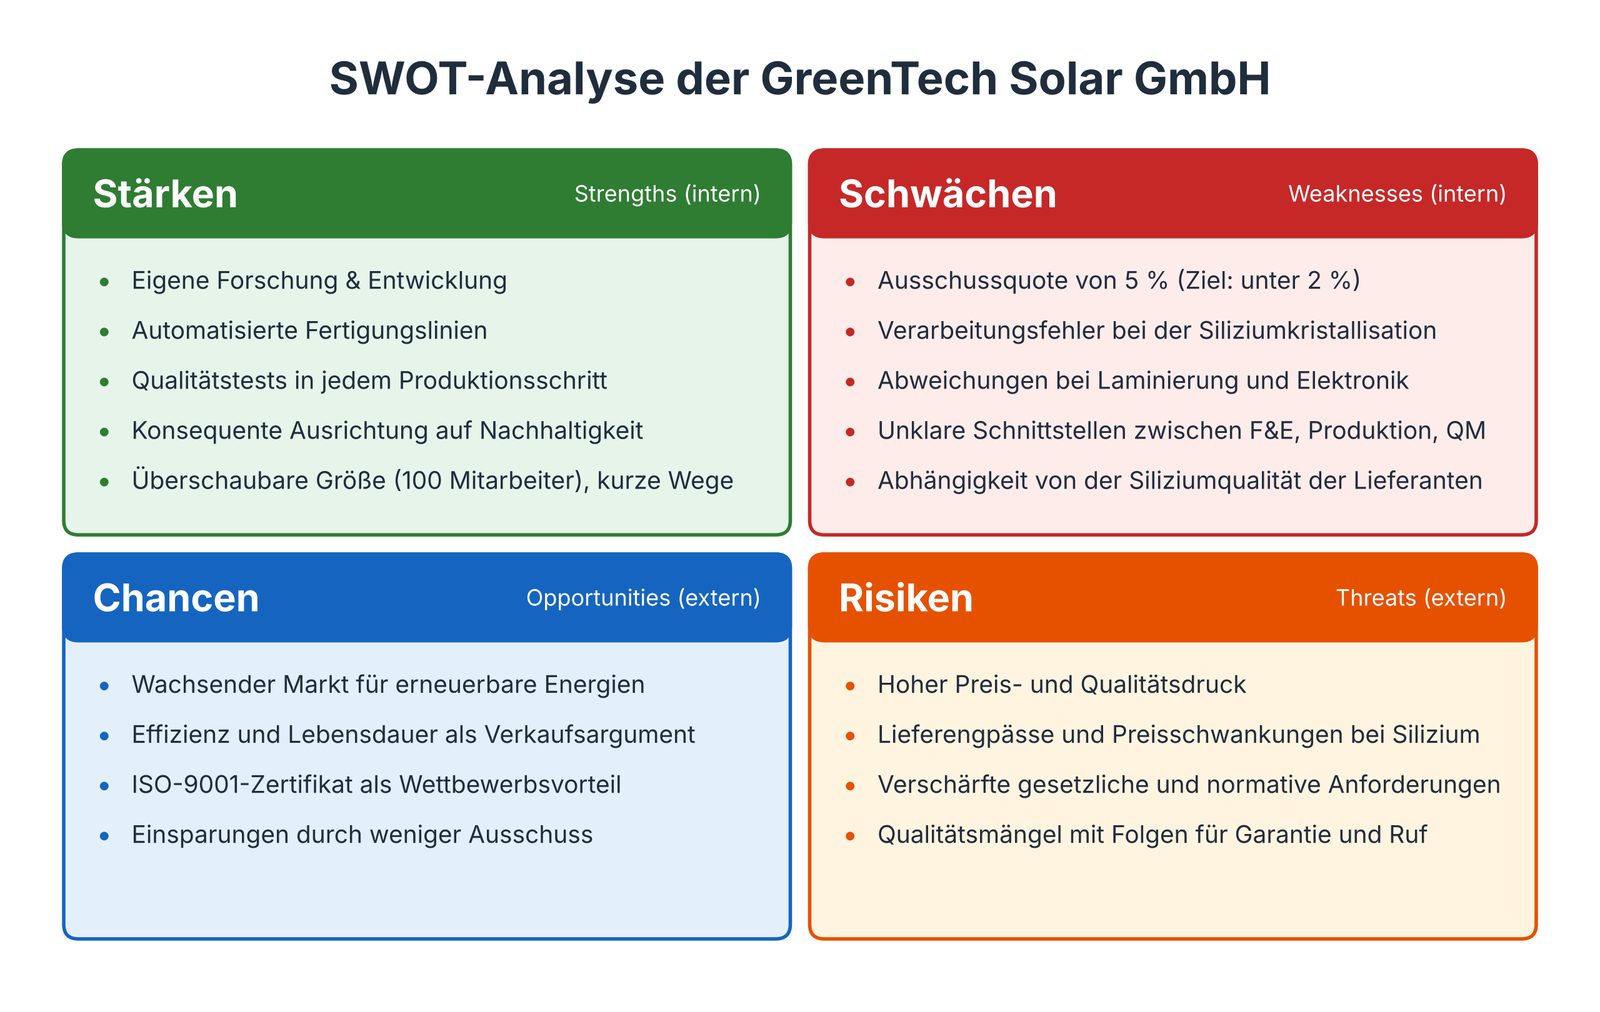 SWOT-Analyse der GreenTech Solar GmbH
Stärken
Strengths (intern)
• Eigene Forschung & Entwicklung
• Automatisierte Fertigungslinien
• Qualitätstests in jedem Produktionsschritt
• Konsequente Ausrichtung auf Nachhaltigkeit
• Überschaubare Größe (100 Mitarbeiter), kurze Wege
Schwächen
Weaknesses (intern)
• Ausschussquote von 5 % (Ziel: unter 2 %)
• Verarbeitungsfehler bei der Siliziumkristallisation
• Abweichungen bei Laminierung und Elektronik
• Unklare Schnittstellen zwischen F&E, Produktion, QM
• Abhängigkeit von der Siliziumqualität der Lieferanten
Chancen
Opportunities (extern)
• Wachsender Markt für erneuerbare Energien
• Effizienz und Lebensdauer als Verkaufsargument
• ISO-9001-Zertifikat als Wettbewerbsvorteil
• Einsparungen durch weniger Ausschuss
Risiken
Threats (extern)
• Hoher Preis- und Qualitätsdruck
• Lieferengpässe und Preisschwankungen bei Silizium
• Verschärfte gesetzliche und normative Anforderungen
• Qualitätsmängel mit Folgen für Garantie und Ruf